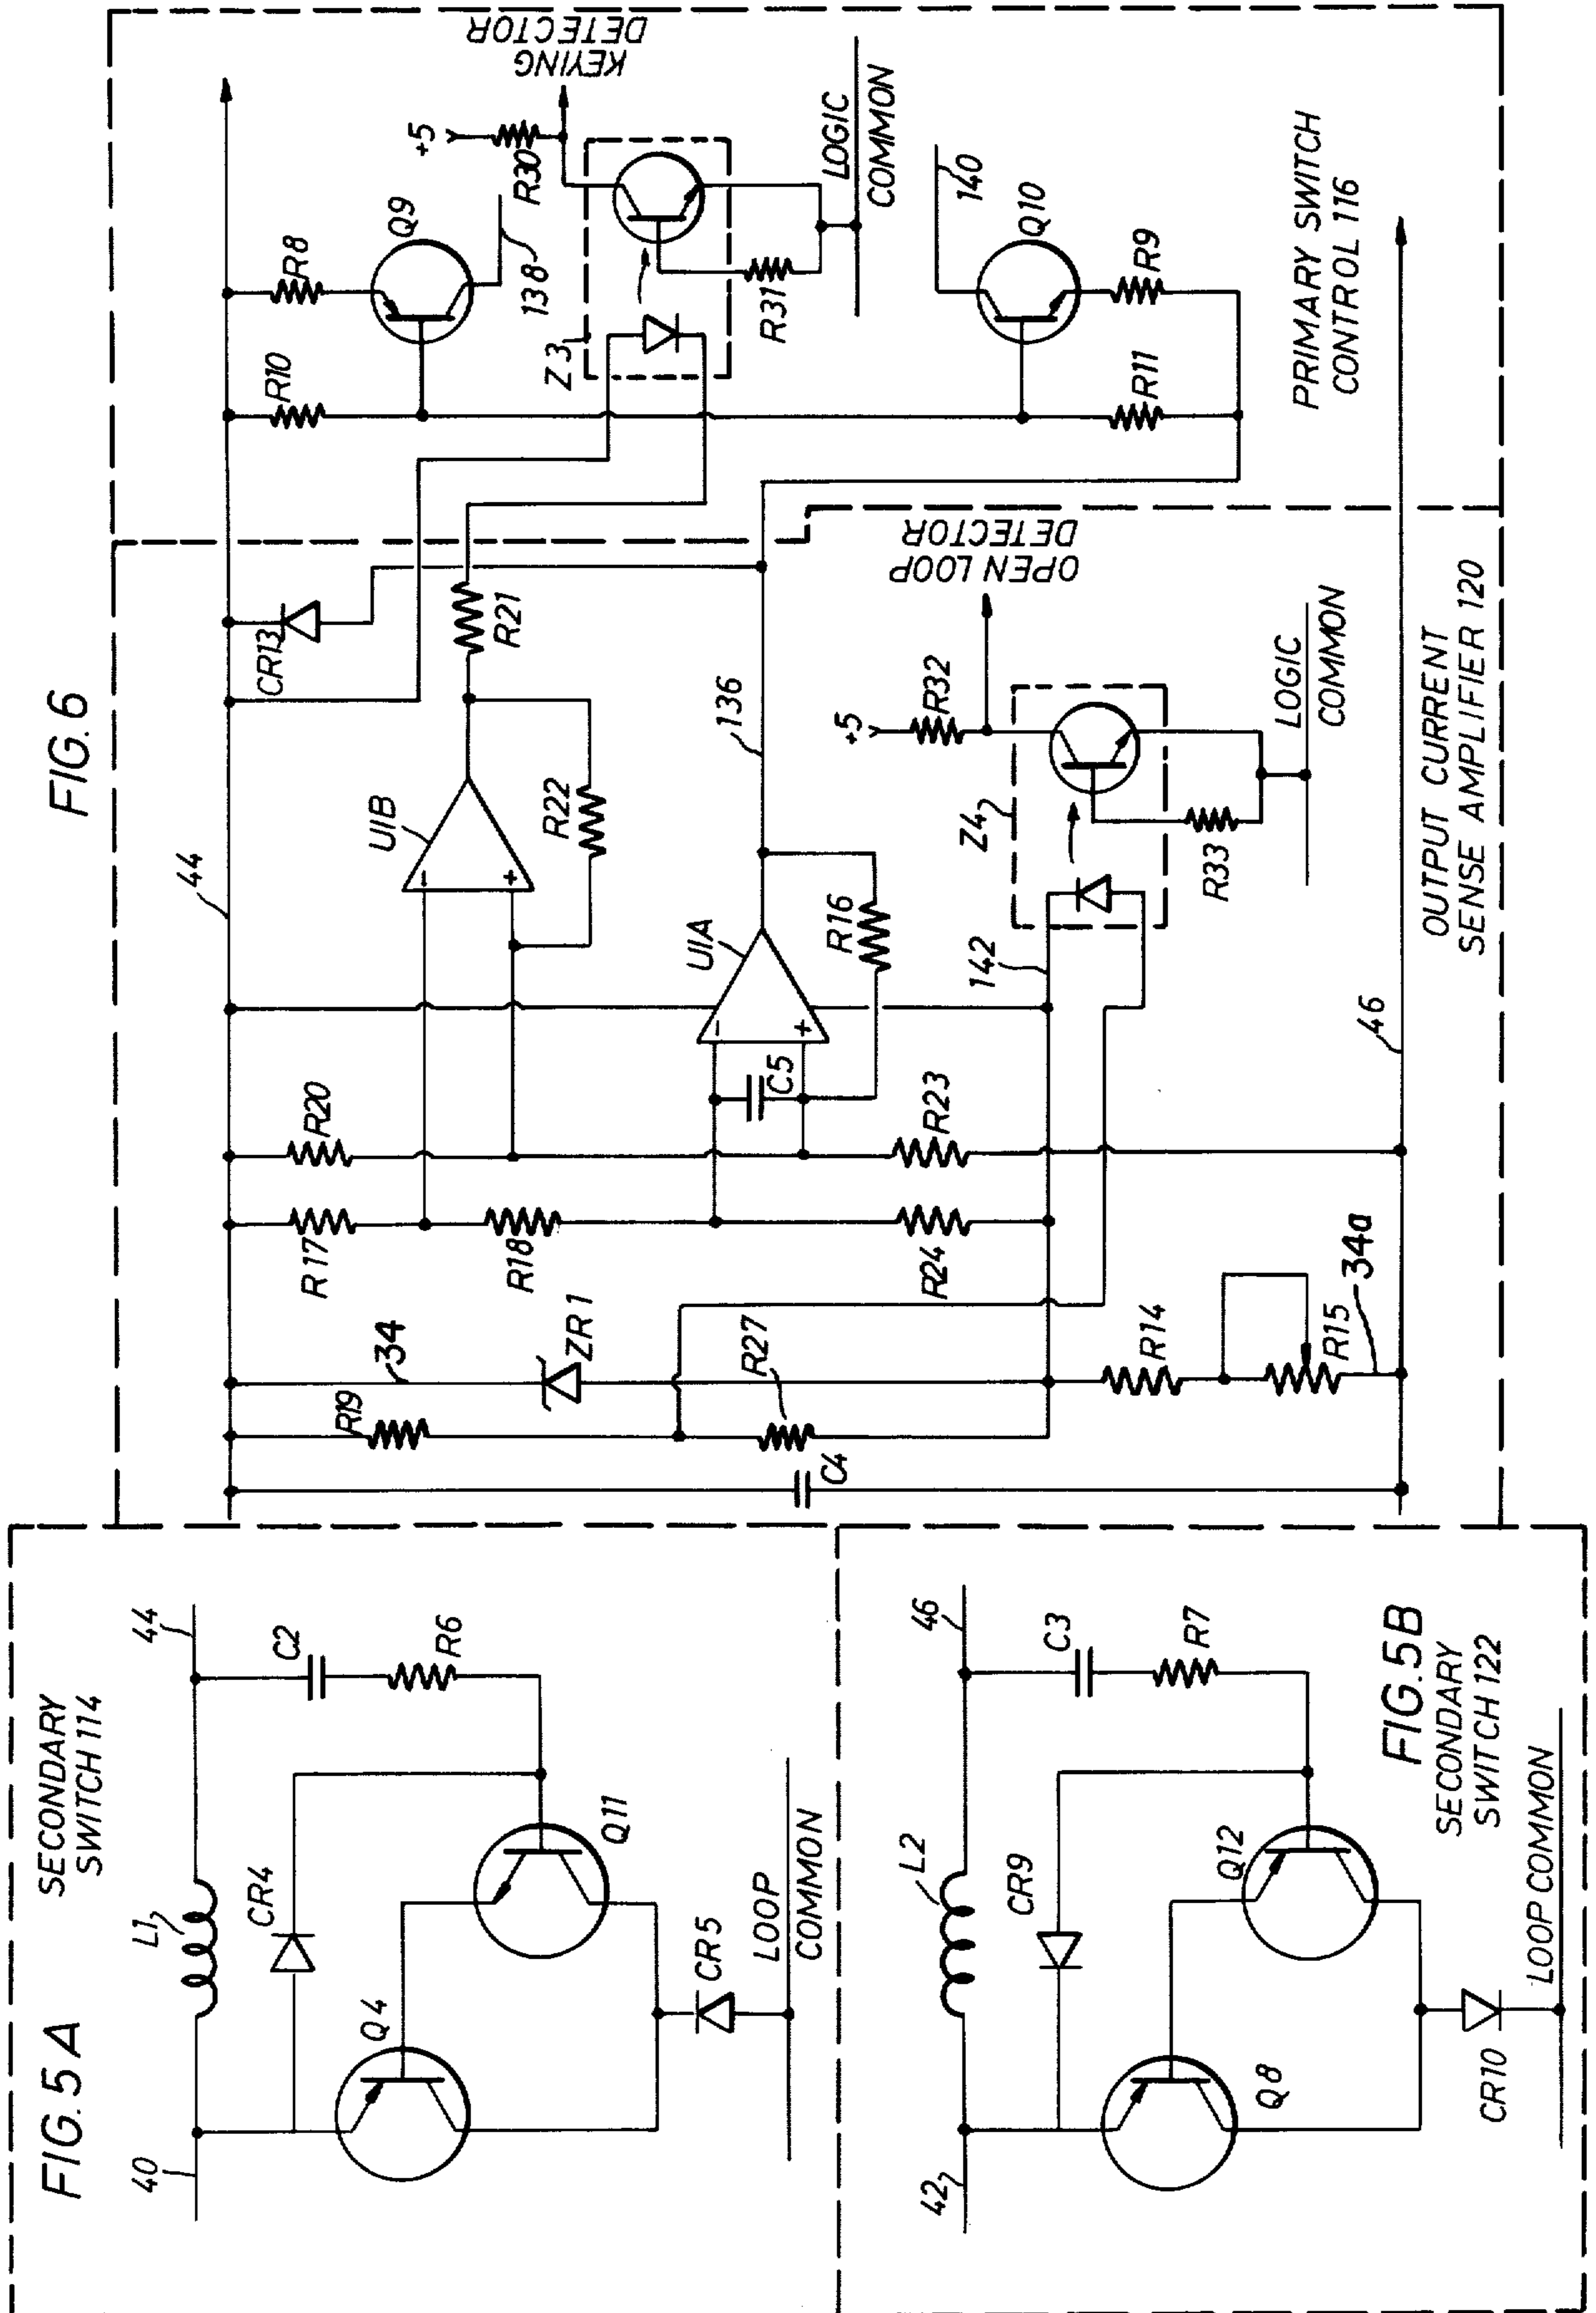 FIG. 5A
SECONDARY
SWITCH 114
40
L1
44
CR4
C2
R6
Q4
Q11
CR5
LOOP
COMMON
42
L2
46
CR9
C3
R7
Q8
Q12
CR10
LOOP COMMON
FIG. 5B
SECONDARY
SWITCH 122
FIG. 6
44
CR13
R10
R8
Q9
138
+5
R30
KEYING
DETECTOR
Z3
R31
LOGIC
COMMON
140
Q10
R11
R9
PRIMARY SWITCH
CONTROL 116
R19
34
ZR1
R17
R20
R18
U1B
-
+
R22
R21
U1A
-
+
C5
R16
136
C4
R27
R24
R23
142
Z4
+5
R32
OPEN LOOP
DETECTOR
R33
LOGIC
COMMON
R14
R15
34a
46
OUTPUT CURRENT
SENSE AMPLIFIER 120